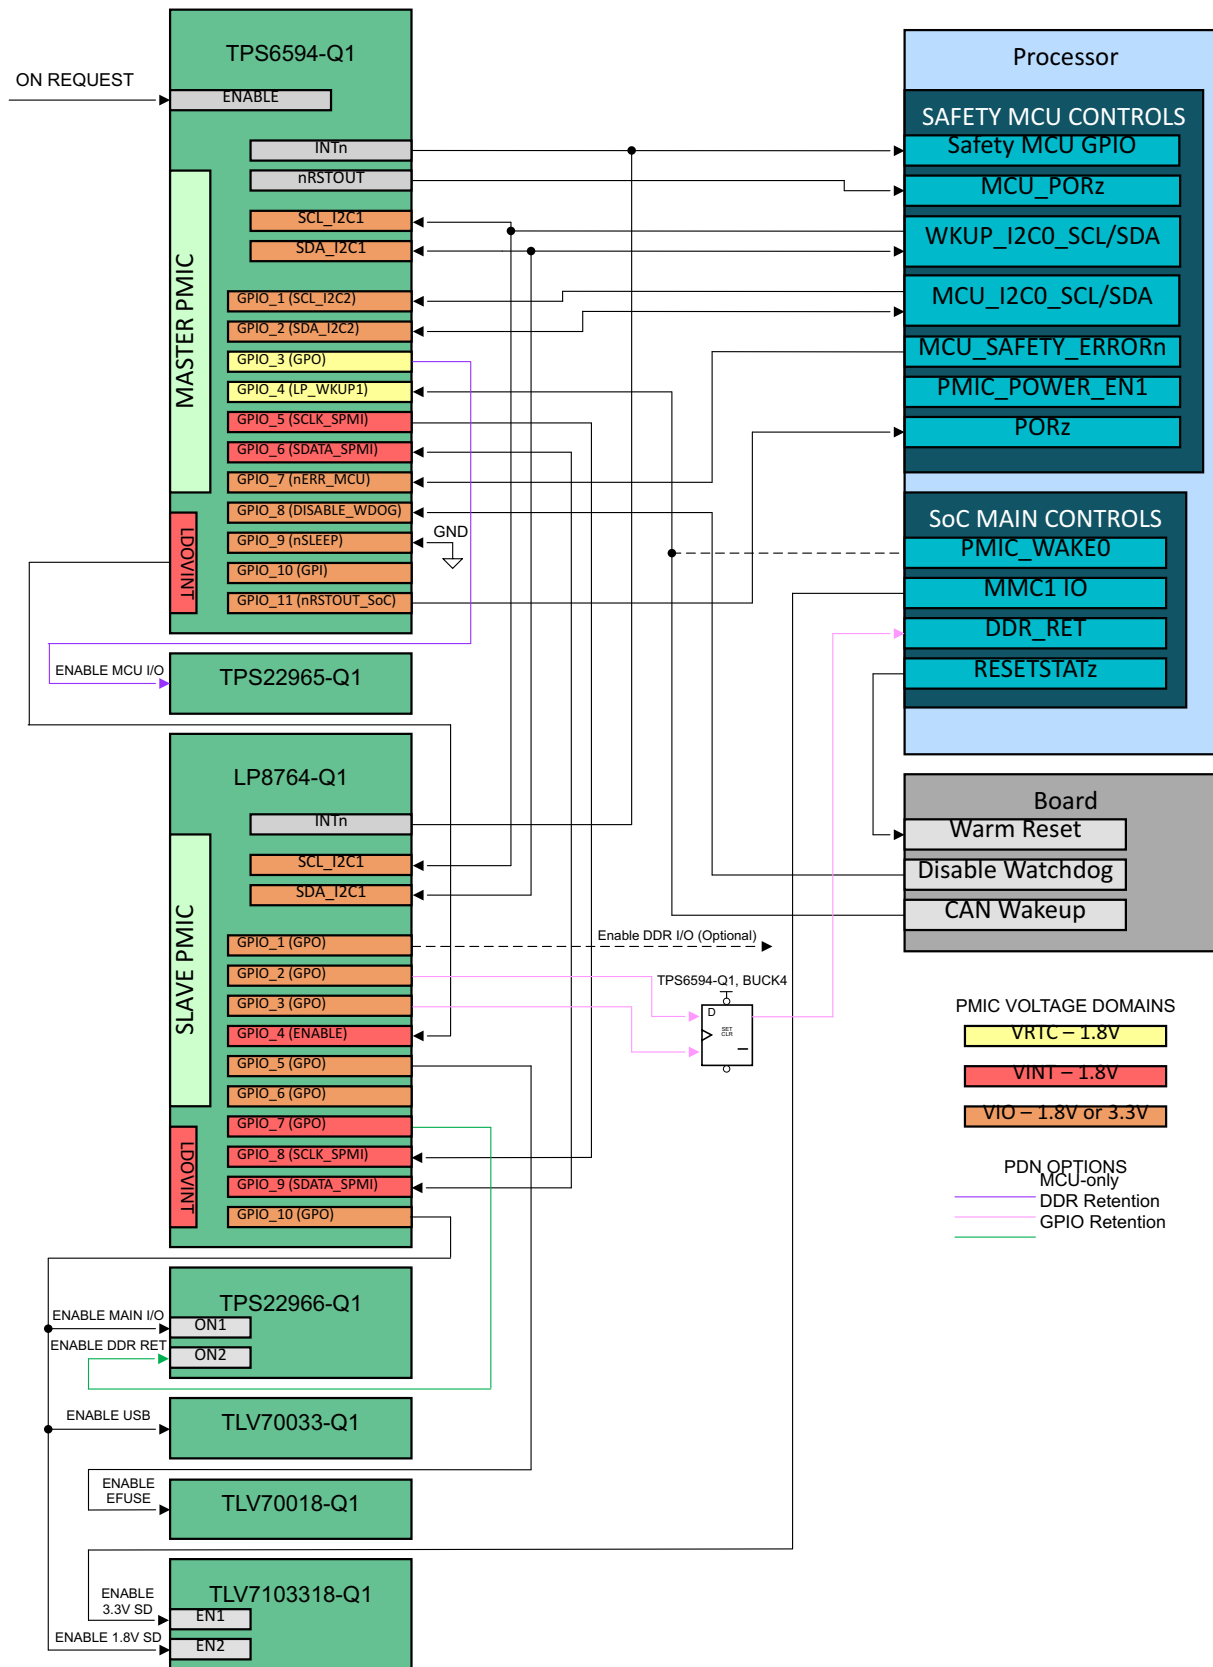 TPS6594-Q1
ON REQUEST
ENABLE
INTn
nRSTOUT
SCL_I2C1
SDA_I2C1
MASTER PMIC
GPIO_1 (SCL_I2C2)
GPIO_2 (SDA_I2C2)
GPIO_3 (GPO)
GPIO_4 (LP_WKUP1)
GPIO_5 (SCLK_SPMI)
GPIO_6 (SDATA_SPMI)
GPIO_7 (nERR_MCU)
GPIO_8 (DISABLE_WDOG)
GPIO_9 (nSLEEP)
GPIO_10 (GPI)
GPIO_11 (nRSTOUT_SoC)
LDOVINT
GND
ENABLE MCU I/O
TPS22965-Q1
LP8764-Q1
INTn
SCL_I2C1
SDA_I2C1
SLAVE PMIC
GPIO_1 (GPO)
GPIO_2 (GPO)
GPIO_3 (GPO)
GPIO_4 (ENABLE)
GPIO_5 (GPO)
GPIO_6 (GPO)
GPIO_7 (GPO)
GPIO_8 (SCLK_SPMI)
GPIO_9 (SDATA_SPMI)
GPIO_10 (GPO)
LDOVINT
Enable DDR I/O (Optional)
TPS6594-Q1, BUCK4
D
SET
CLR
TPS22966-Q1
ENABLE MAIN I/O
ON1
ENABLE DDR RET
ON2
ENABLE USB
TLV70033-Q1
ENABLE
EFUSE
TLV70018-Q1
TLV7103318-Q1
ENABLE
3.3V SD
EN1
ENABLE 1.8V SD
EN2
Processor
SAFETY MCU CONTROLS
Safety MCU GPIO
MCU_PORz
WKUP_I2C0_SCL/SDA
MCU_I2C0_SCL/SDA
MCU_SAFETY_ERRORn
PMIC_POWER_EN1
PORz
SoC MAIN CONTROLS
PMIC_WAKE0
MMC1 IO
DDR_RET
RESETSTATz
Board
Warm Reset
Disable Watchdog
CAN Wakeup
PMIC VOLTAGE DOMAINS
VRTC – 1.8V
VINT – 1.8V
VIO – 1.8V or 3.3V
PDN OPTIONS
MCU-only
DDR Retention
GPIO Retention